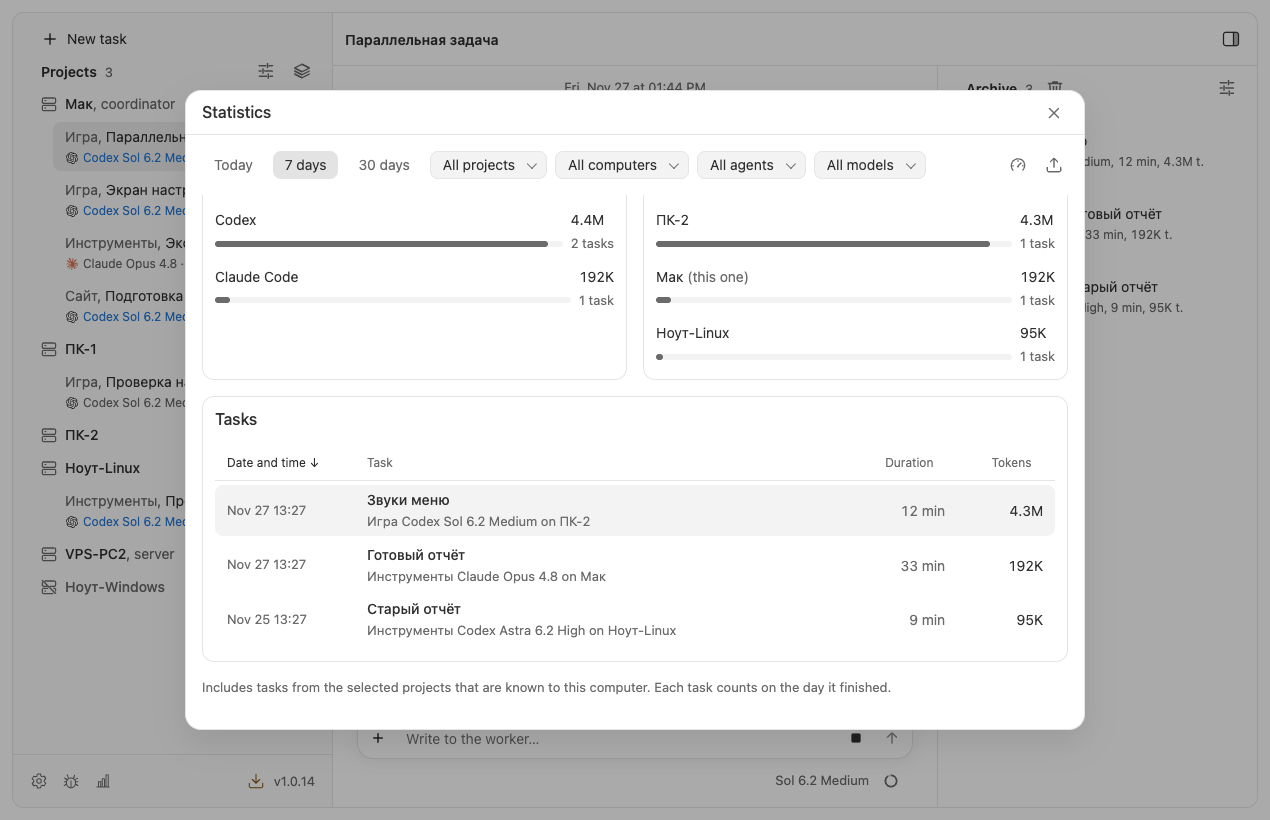 New task
Projects 3
Мак, coordinator
Игра, Параллельн
Codex Sol 6.2 Med
Игра, Экран настр
Codex Sol 6.2 Med
Инструменты, Экс
Claude Opus 4.8 ·
Сайт, Подготовка
Codex Sol 6.2 Med
ПК-1
Игра, Проверка на
Codex Sol 6.2 Med
ПК-2
Ноут-Linux
Инструменты, Пр
Codex Sol 6.2 Med
VPS-PC2, server
Ноут-Windows
v1.0.14
Параллельная задача
Fri, Nov 27 at 01:44 PM
Statistics
Today
7 days
30 days
All projects
All computers
All agents
All models
Codex 4.4M
2 tasks
Claude Code 192K
1 task
ПК-2 4.3M
1 task
Мак (this one) 192K
1 task
Ноут-Linux 95K
1 task
Tasks
Date and time ↓ Task Duration Tokens
Nov 27 13:27 Звуки меню 12 min 4.3M
Игра Codex Sol 6.2 Medium on ПК-2
Nov 27 13:27 Готовый отчёт 33 min 192K
Инструменты Claude Opus 4.8 on Мак
Nov 25 13:27 Старый отчёт 9 min 95K
Инструменты Codex Astra 6.2 High on Ноут-Linux
Includes tasks from the selected projects that are known to this computer. Each task counts on the day it finished.
Write to the worker…
Sol 6.2 Medium
Archive 3
dium, 12 min, 4.3M t.
товый отчёт
33 min, 192K t.
арый отчёт
igh, 9 min, 95K t.